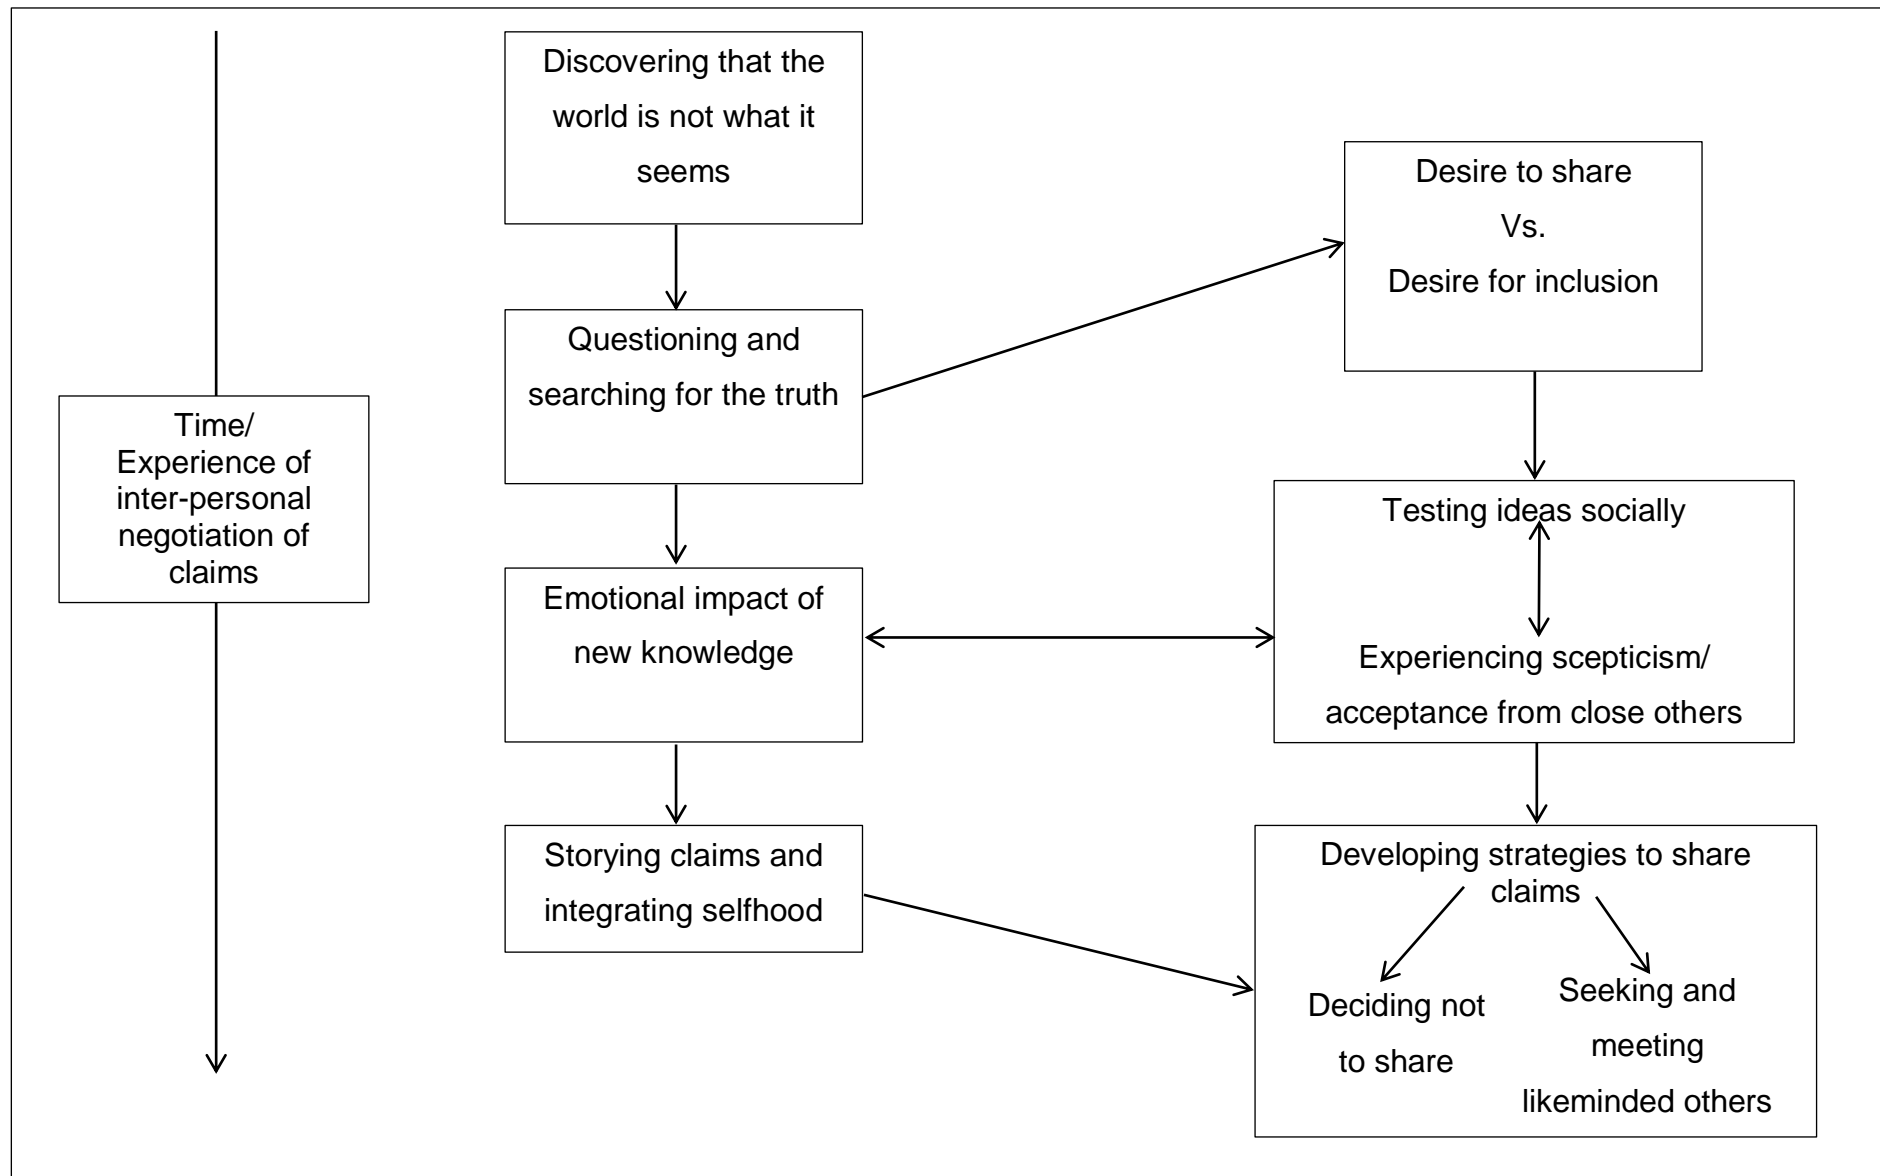 Discovering that the
world is not what it
seems
Desire to share
Vs.
Desire for inclusion
Questioning and
searching for the truth
Time/
Experience of
inter-personal
negotiation of
claims
Testing ideas socially
Experiencing scepticism/
acceptance from close others
Emotional impact of
new knowledge
Storying claims and
integrating selfhood
Developing strategies to share
claims
Deciding not
to share
Seeking and
meeting
likeminded others